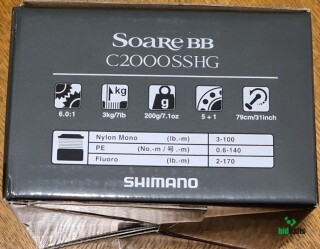 SOARE BB
C2000SSHG
kg
g
6.0:1
3kg/7lb
200g/7.1oz
5 + 1
79cm/31inch
Nylon Mono (lb.-m) 3-100
PE (No.-m / 号.-m) 0.6-140
Fluoro (lb.-m) 2-170
SHIMANO